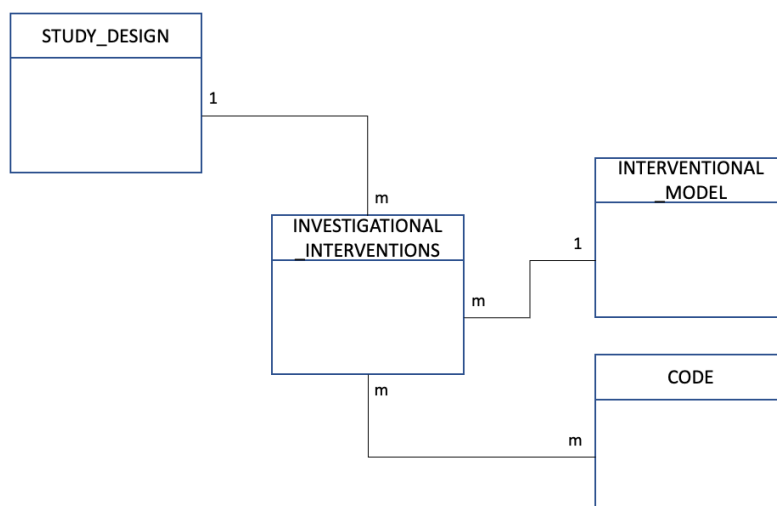 STUDY_DESIGN
1
m
INVESTIGATIONAL
_INTERVENTIONS
INTERVENTIONAL
_MODEL
1
m
m
CODE
m